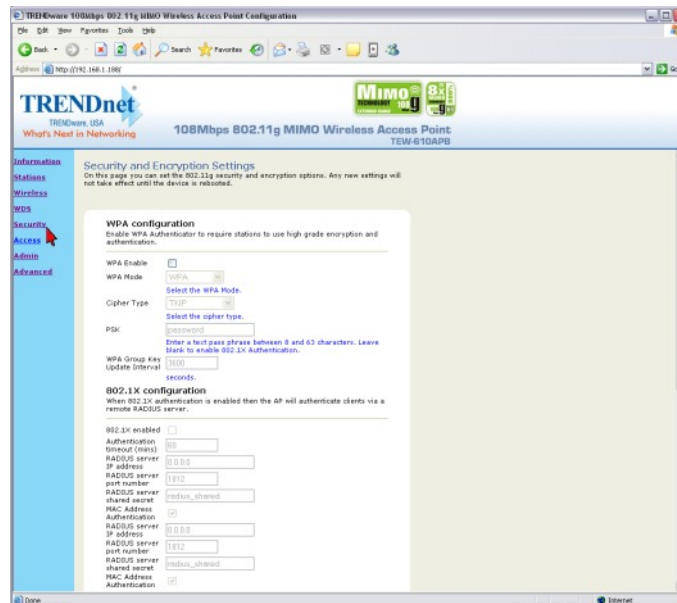 TRENDware 108Mbps 802.11g MIMO Wireless Access Point Configuration
File Edit View Favorites Tools Help
Back Search Favorites
Address http://192.168.1.188/ Go
TRENDnet
TRENDware, USA
What's Next in Networking
MIMO
TECHNOLOGY 108 g
8x g
108Mbps 802.11g MIMO Wireless Access Point
TEW-610APB
Information
Stations
Wireless
WDS
Security
Access
Admin
Advanced
Security and Encryption Settings
On this page you can set the 802.11g security and encryption options. Any new settings will
not take effect until the device is rebooted.
WPA configuration
Enable WPA Authenticator to require stations to use high grade encryption and
authentication.
WPA Enable
WPA Mode WPA
Select the WPA Mode.
Cipher Type TKIP
Select the cipher type.
PSK password
Enter a text pass phrase between 8 and 63 characters. Leave
blank to enable 802.1X Authentication.
WPA Group Key
Update Interval 3600
seconds.
802.1X configuration
When 802.1X authentication is enabled then the AP will authenticate clients via a
remote RADIUS server.
802.1X enabled
Authentication
timeout (mins) 60
RADIUS server
IP address 0.0.0.0
RADIUS server
port number 1812
RADIUS server
shared secret radius_shared
MAC Address
Authentication
RADIUS server
IP address 0.0.0.0
RADIUS server
port number 1812
RADIUS server
shared secret radius_shared
MAC Address
Authentication
Done Internet